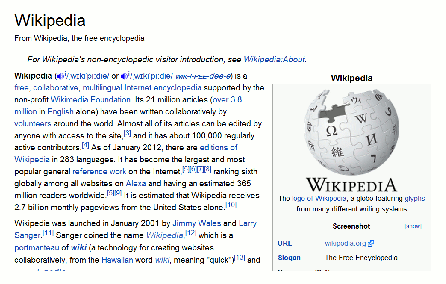 Wikipedia
From Wikipedia, the free encyclopedia
For Wikipedia's non-encyclopedic visitor introduction, see Wikipedia:About.
Wikipedia (
or
) is a
free, collaborative, multilingual Internet encyclopedia supported by the
non-profit Wikimedia Foundation. Its 21 million articles (over 3.8
million in English alone) have been written collaboratively by
volunteers around the world. Almost all of its articles can be edited by
anyone with access to the site,[3] and it has about 100,000 regularly
active contributors.[4] As of January 2012, there are editions of
Wikipedia in 283 languages. It has become the largest and most
popular general reference work on the Internet,[5][6][7][8] ranking sixth
globally among all websites on Alexa and having an estimated 365
million readers worldwide.[5][9] It is estimated that Wikipedia receives
2.7 billion monthly pageviews from the United States alone.[10]
Wikipedia was launched in January 2001 by Jimmy Wales and Larry
Sanger.[11] Sanger coined the name Wikipedia,[12] which is a
portmanteau of wiki (a technology for creating websites
collaboratively, from the Hawaiian word wiki, meaning "quick")[13] and
Wikipedia
Ω W И
WIKIPEDIA
The logo of Wikipedia, a globe featuring glyphs
from many different writing systems
Screenshot [show]
URL wikipedia.org
Slogan The Free Encyclopedia